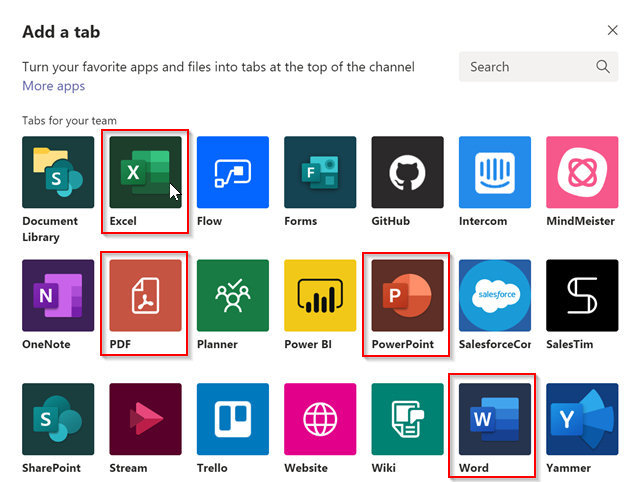 Add a tab
Turn your favorite apps and files into tabs at the top of the channel
Search
More apps
Tabs for your team
S
X
F
salesforce
Document Library
Excel
Flow
Forms
GitHub
Intercom
MindMeister
N
P
OneNote
PDF
Planner
Power BI
PowerPoint
SalesforceCor
SalesTim
S
W
Y
SharePoint
Stream
Trello
Website
Wiki
Word
Yammer